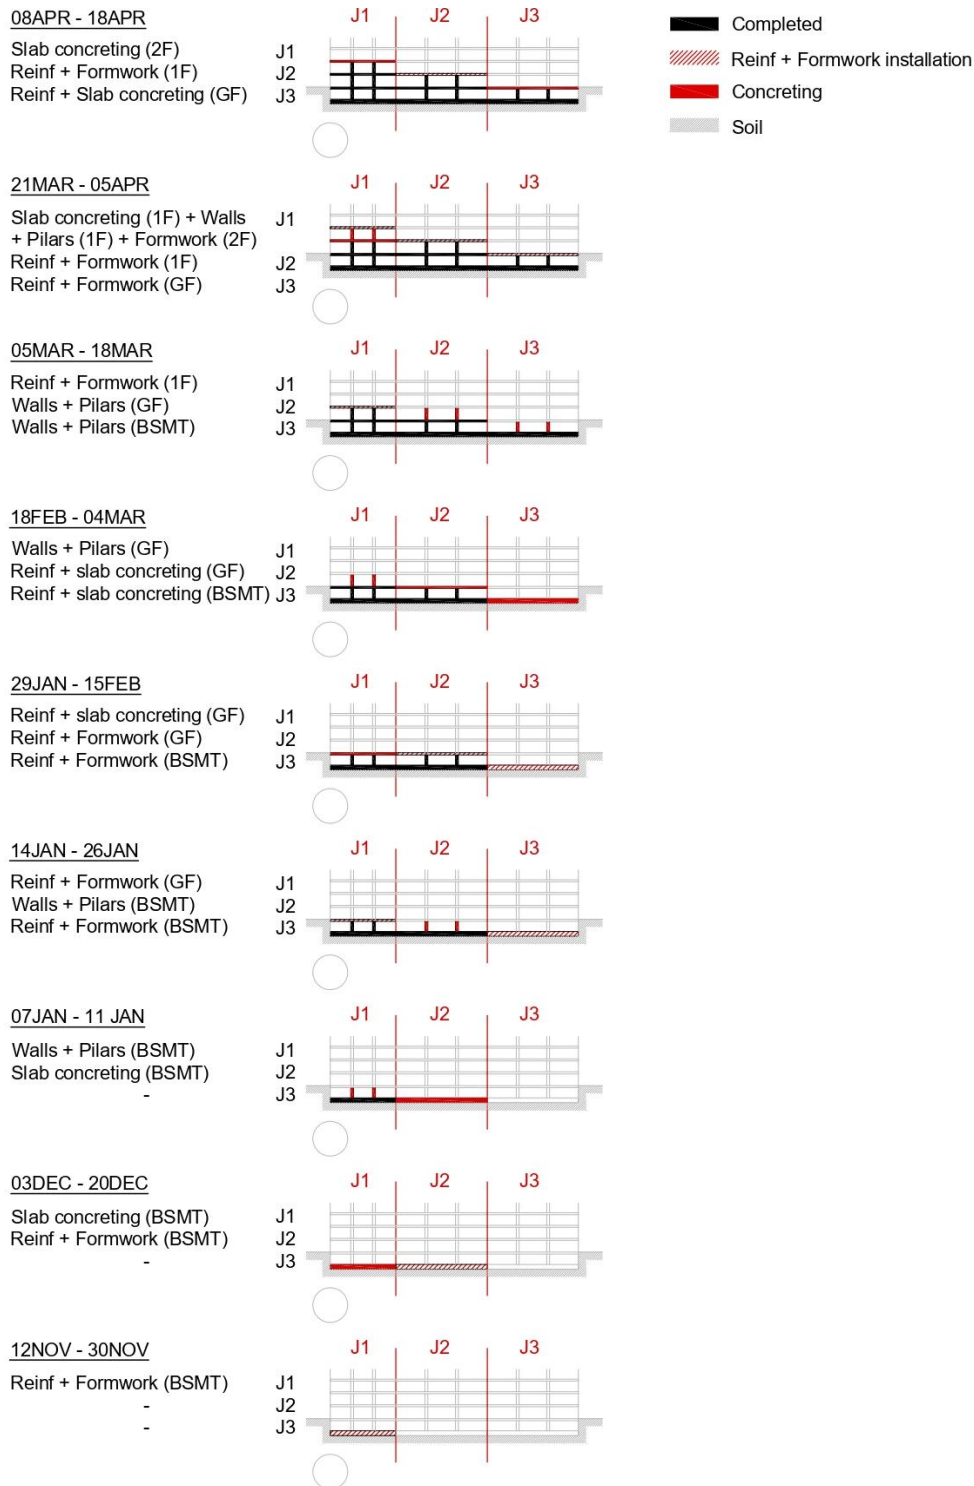 08APR - 18APR
J1 J2 J3
Slab concreting (2F) J1
Reinf + Formwork (1F) J2
Reinf + Slab concreting (GF) J3
Completed
Reinf + Formwork installation
Concreting
Soil
21MAR - 05APR
J1 J2 J3
Slab concreting (1F) + Walls J1
+ Pilars (1F) + Formwork (2F)
Reinf + Formwork (1F) J2
Reinf + Formwork (GF) J3
05MAR - 18MAR
J1 J2 J3
Reinf + Formwork (1F) J1
Walls + Pilars (GF) J2
Walls + Pilars (BSMT) J3
18FEB - 04MAR
J1 J2 J3
Walls + Pilars (GF) J1
Reinf + slab concreting (GF) J2
Reinf + slab concreting (BSMT) J3
29JAN - 15FEB
J1 J2 J3
Reinf + slab concreting (GF) J1
Reinf + Formwork (GF) J2
Reinf + Formwork (BSMT) J3
14JAN - 26JAN
J1 J2 J3
Reinf + Formwork (GF) J1
Walls + Pilars (BSMT) J2
Reinf + Formwork (BSMT) J3
07JAN - 11 JAN
J1 J2 J3
Walls + Pilars (BSMT) J1
Slab concreting (BSMT) J2
- J3
03DEC - 20DEC
J1 J2 J3
Slab concreting (BSMT) J1
Reinf + Formwork (BSMT) J2
- J3
12NOV - 30NOV
J1 J2 J3
Reinf + Formwork (BSMT) J1
- J2
- J3